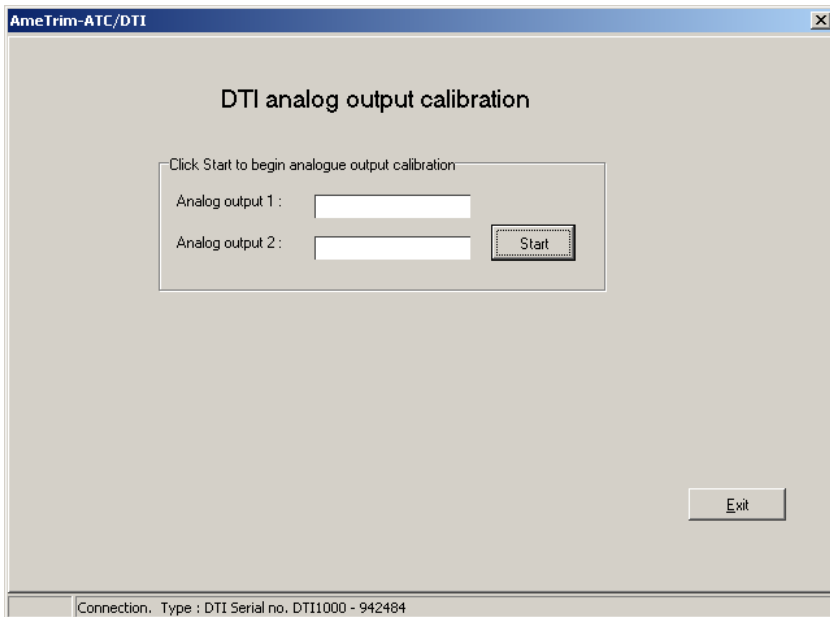 AmeTrim-ATC/DTI
DTI analog output calibration
Click Start to begin analogue output calibration
Analog output 1 :
Analog output 2 :
Start
Exit
Connection. Type : DTI Serial no. DTI1000 - 942484